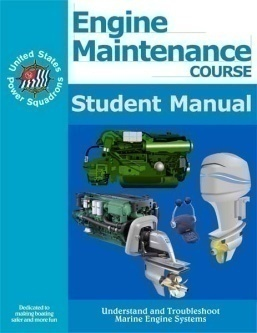 Engine
Maintenance
COURSE
Student Manual
United States
Power Squadrons
Dedicated to
making boating
safer and more fun
Understand and Troubleshoot
Marine Engine Systems